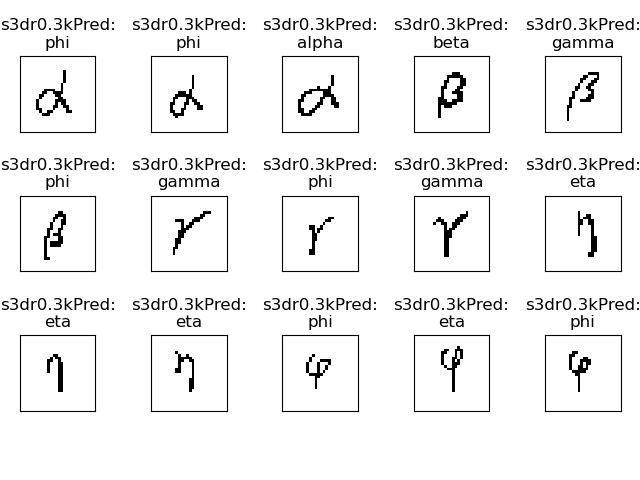 s3dr0.3kPred: s3dr0.3kPred: s3dr0.3kPred: s3dr0.3kPred: s3dr0.3kPred:
phi phi alpha beta gamma
α α α β β
s3dr0.3kPred: s3dr0.3kPred: s3dr0.3kPred: s3dr0.3kPred: s3dr0.3kPred:
phi gamma phi gamma eta
β γ γ γ η
s3dr0.3kPred: s3dr0.3kPred: s3dr0.3kPred: s3dr0.3kPred: s3dr0.3kPred:
eta eta phi eta phi
η η φ φ φ